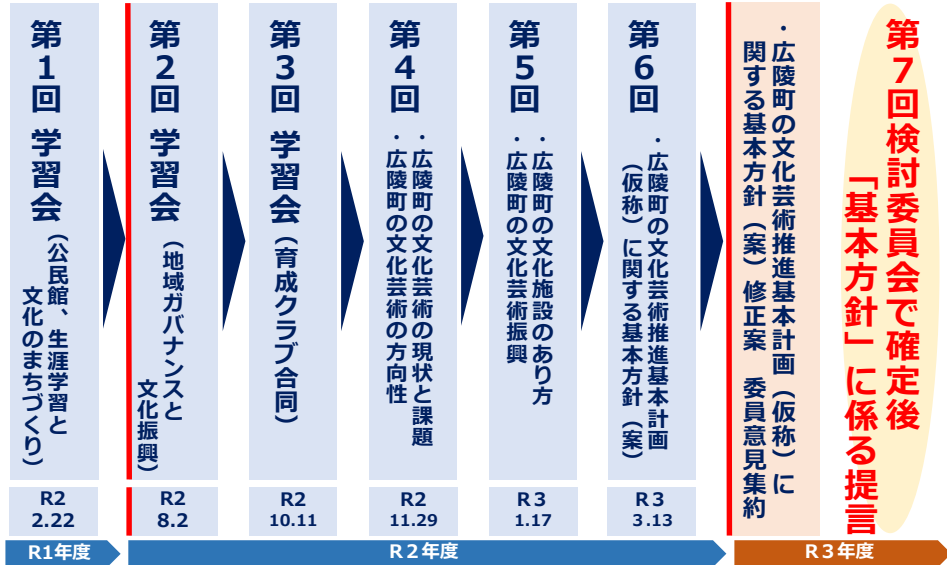 第1回 学習会
（公民館、生涯学習と
文化のまちづくり）
第2回 学習会
（地域ガバナンスと
文化振興）
第3回 学習会（育成クラブ合同）
第4回
・広陵町の文化芸術の現状と課題
・広陵町の文化芸術の方向性
第5回
・広陵町の文化施設のあり方
・広陵町の文化芸術振興
第6回
・広陵町の文化芸術推進基本計画
（仮称）に関する基本方針（案）
・広陵町の文化芸術推進基本計画（仮称）に
関する基本方針（案）修正案 委員意見集約
第7回検討委員会で確定後
「基本方針」に係る提言
R2
2.22
R2
8.2
R2
10.11
R2
11.29
R3
1.17
R3
3.13
R1年度
R2年度
R3年度